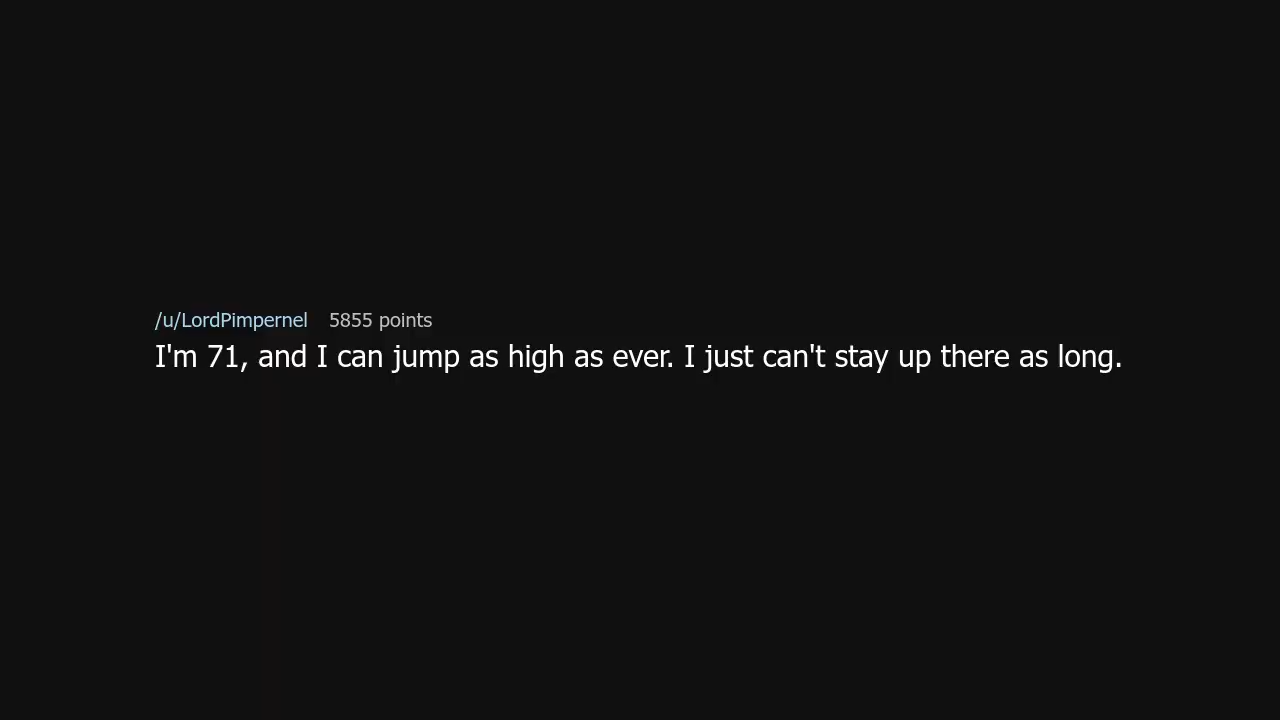 /u/LordPimpernel 5855 points
I'm 71, and I can jump as high as ever. I just can't stay up there as long.